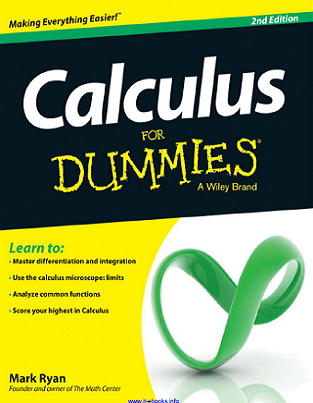 Making Everything Easier!™
2nd Edition
Calculus
FOR
DUMMIES®
A Wiley Brand
Learn to:
• Master differentiation and integration
• Use the calculus microscope: limits
• Analyze common functions
• Score your highest in Calculus
Mark Ryan
Founder and owner of The Math Center
www.it-ebooks.info